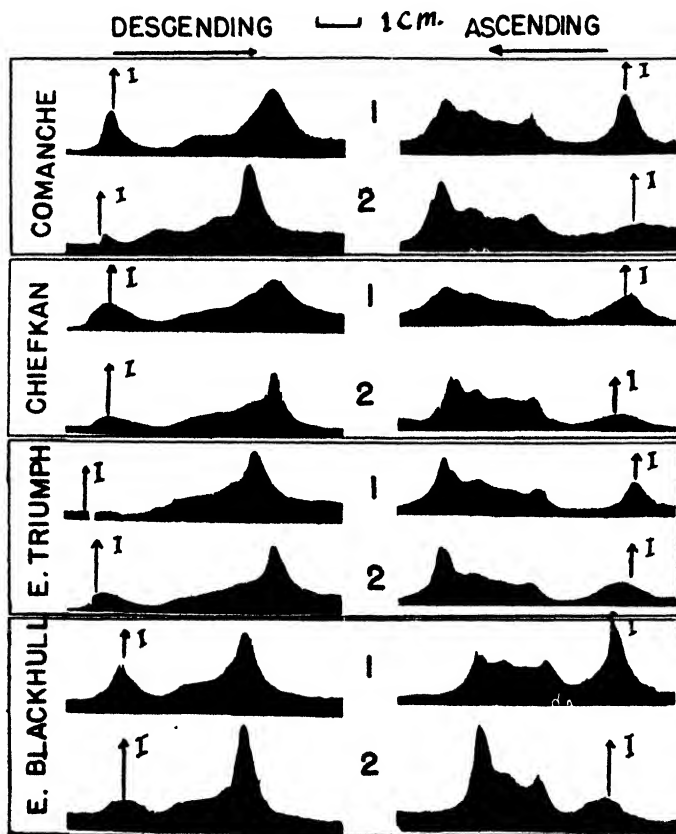 DESCENDING 1 Cm. ASCENDING
COMANCHE
I 1 I
I 2 I
CHIEFKAN
I 1 I
I 2 I
E. TRIUMPH
I 1 I
I 2 I
E. BLACKHULL
I 1 I
I 2 I